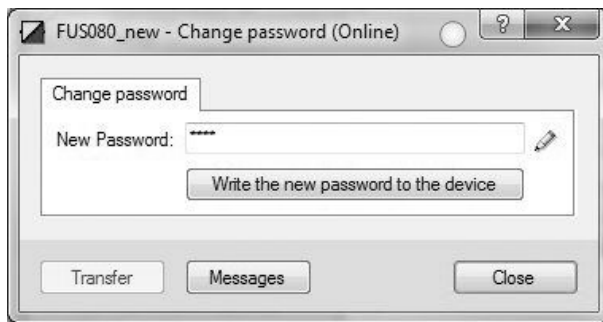 FUS080_new - Change password (Online)
?
X
Change password
New Password: ****
Write the new password to the device
Transfer
Messages
Close